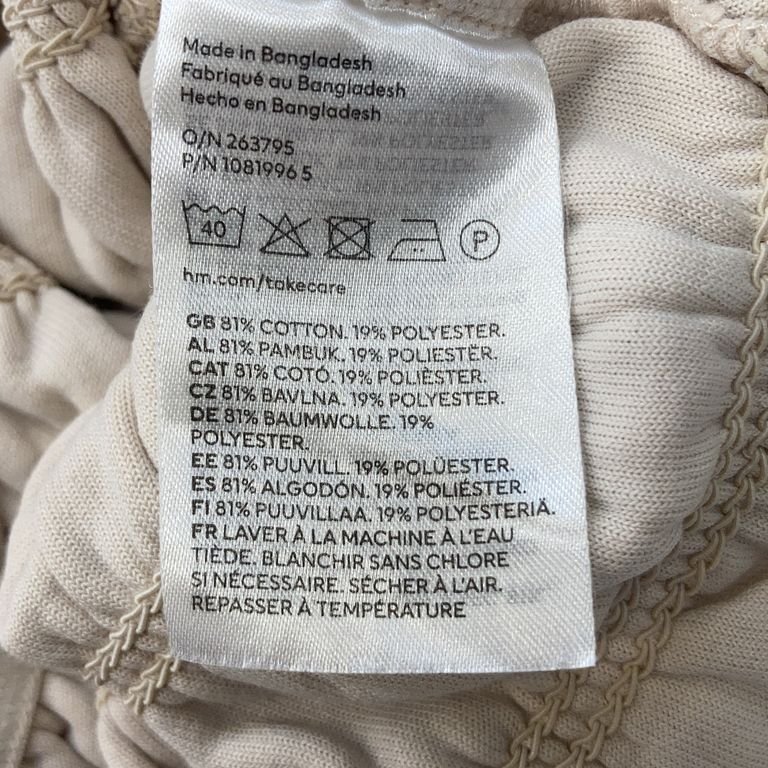 Made in Bangladesh
Fabriqué au Bangladesh
Hecho en Bangladesh
O/N 263795
P/N 1081996 5
40 P
hm.com/takecare
GB 81% COTTON. 19% POLYESTER.
AL 81% PAMBUK. 19% POLIESTËR.
CAT 81% COTÓ. 19% POLIÈSTER.
CZ 81% BAVLNA. 19% POLYESTER.
DE 81% BAUMWOLLE. 19%
POLYESTER.
EE 81% PUUVILL. 19% POLÜESTER.
ES 81% ALGODÓN. 19% POLIÉSTER.
FI 81% PUUVILLAA. 19% POLYESTERIÄ.
FR LAVER À LA MACHINE À L'EAU
TIÈDE. BLANCHIR SANS CHLORE
SI NÉCESSAIRE. SÉCHER À L'AIR.
REPASSER À TEMPÉRATURE